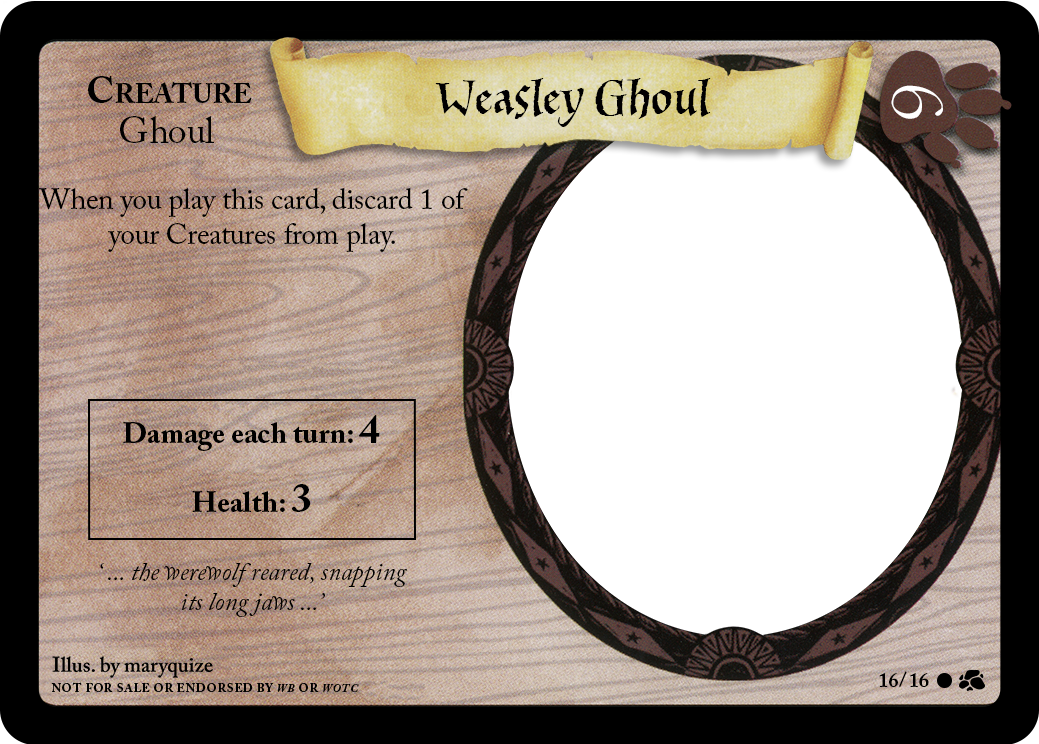 Weasley Ghoul
6
CREATURE
Ghoul
When you play this card, discard 1 of
your Creatures from play.
Damage each turn: 4
Health: 3
‘ ... the werewolf reared, snapping
its long jaws ...’
Illus. by maryquize
NOT FOR SALE OR ENDORSED BY WB OR WOTC
16/16